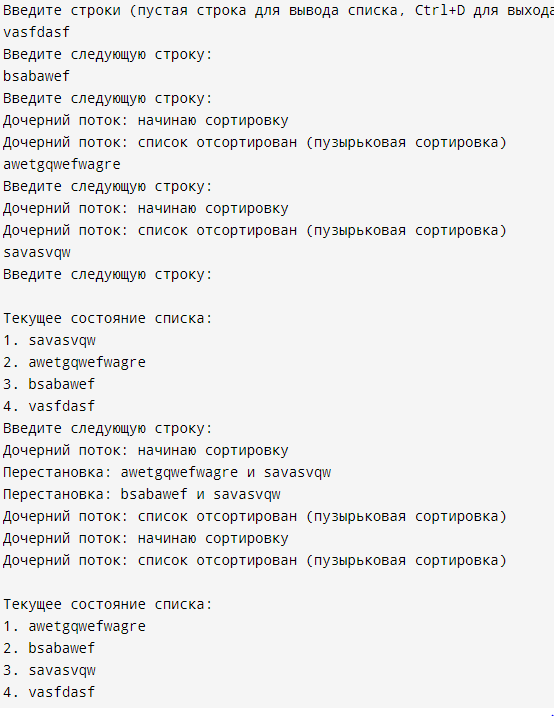 Введите строки (пустая строка для вывода списка, Ctrl+D для выхода
vasfdasf
Введите следующую строку:
bsabawef
Введите следующую строку:
Дочерний поток: начинаю сортировку
Дочерний поток: список отсортирован (пузырьковая сортировка)
awetgqwefwagre
Введите следующую строку:
Дочерний поток: начинаю сортировку
Дочерний поток: список отсортирован (пузырьковая сортировка)
savasvqw
Введите следующую строку:
Текущее состояние списка:
1. savasvqw
2. awetgqwefwagre
3. bsabawef
4. vasfdasf
Введите следующую строку:
Дочерний поток: начинаю сортировку
Перестановка: awetgqwefwagre и savasvqw
Перестановка: bsabawef и savasvqw
Дочерний поток: список отсортирован (пузырьковая сортировка)
Дочерний поток: начинаю сортировку
Дочерний поток: список отсортирован (пузырьковая сортировка)
Текущее состояние списка:
1. awetgqwefwagre
2. bsabawef
3. savasvqw
4. vasfdasf